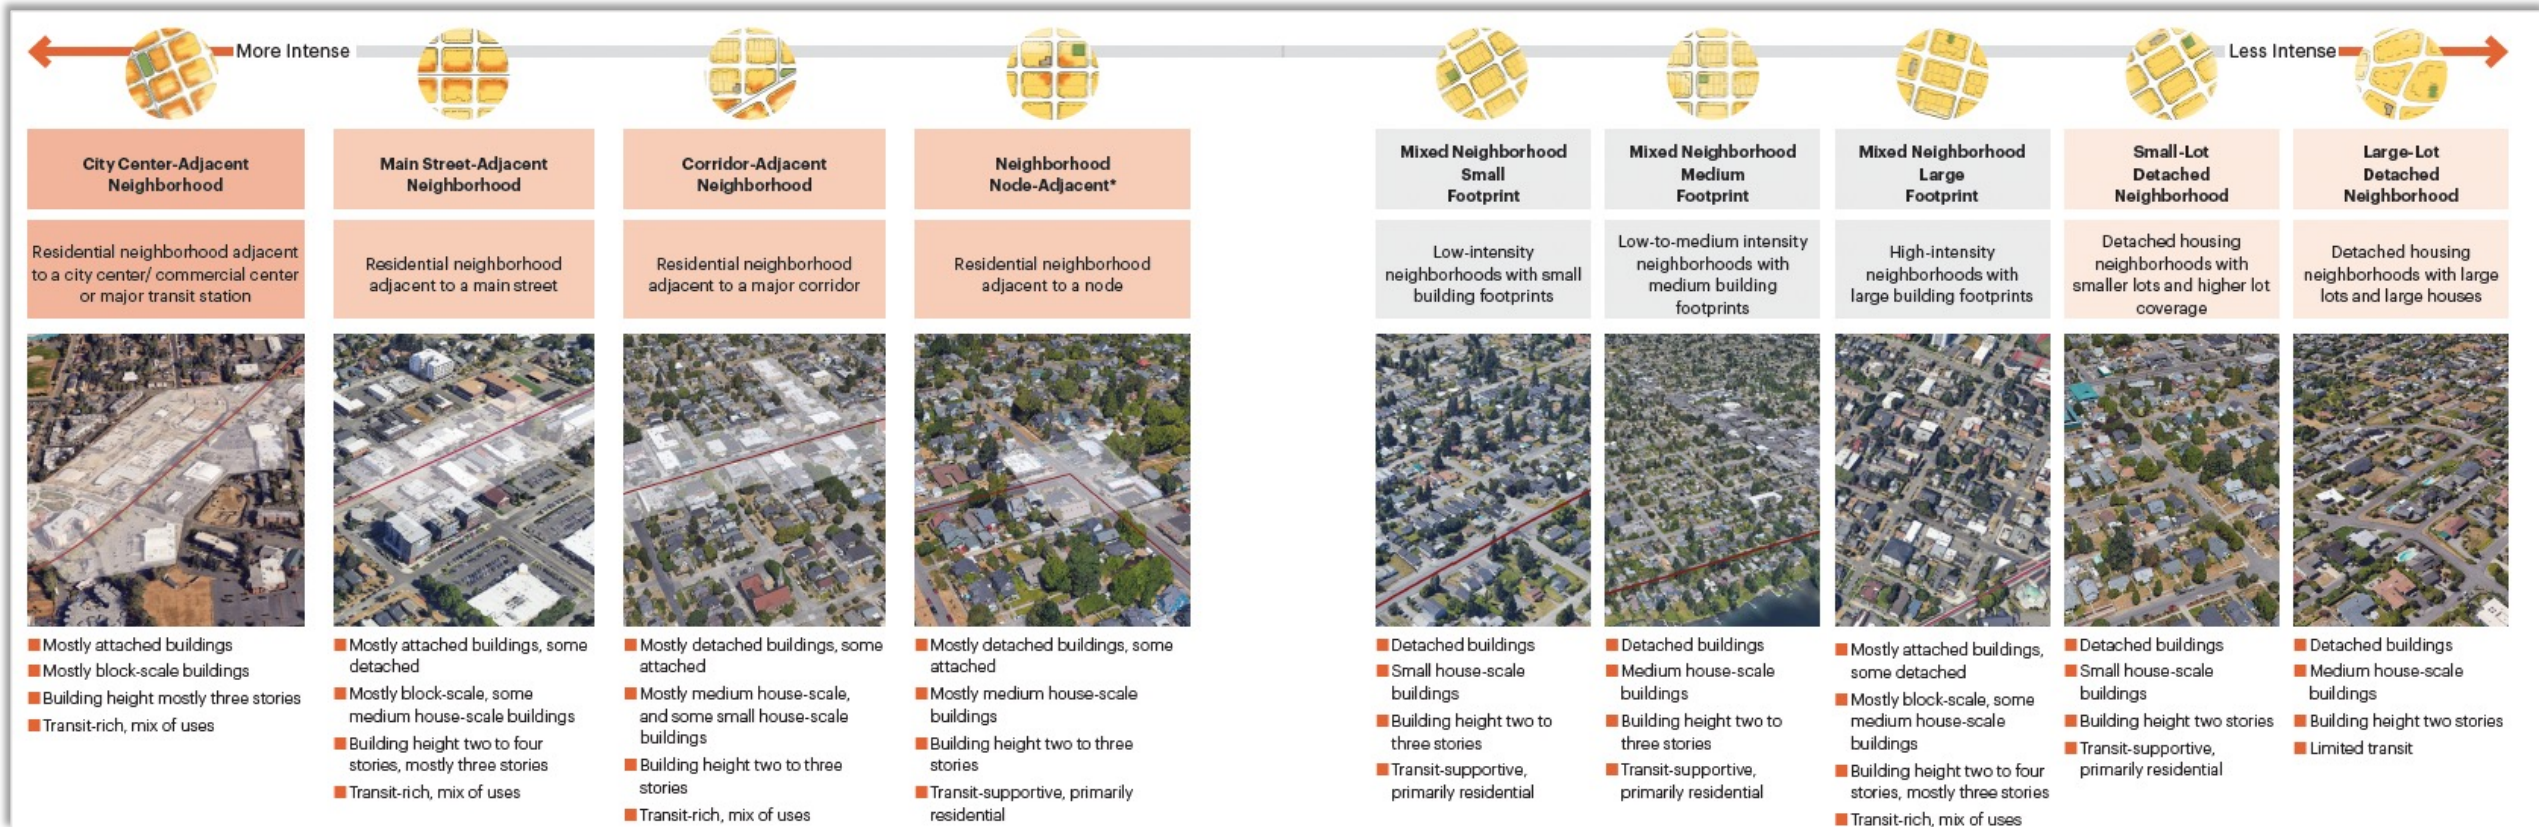 More Intense
Less Intense
City Center-Adjacent
Neighborhood
Residential neighborhood adjacent
to a city center/ commercial center
or major transit station
Mostly attached buildings
Mostly block-scale buildings
Building height mostly three stories
Transit-rich, mix of uses
Main Street-Adjacent
Neighborhood
Residential neighborhood
adjacent to a main street
Mostly attached buildings, some
detached
Mostly block-scale, some
medium house-scale buildings
Building height two to four
stories, mostly three stories
Transit-rich, mix of uses
Corridor-Adjacent
Neighborhood
Residential neighborhood
adjacent to a major corridor
Mostly detached buildings, some
attached
Mostly medium house-scale,
and some small house-scale
buildings
Building height two to three
stories
Transit-rich, mix of uses
Neighborhood
Node-Adjacent*
Residential neighborhood
adjacent to a node
Mostly detached buildings, some
attached
Mostly medium house-scale
buildings
Building height two to three
stories
Transit-supportive, primarily
residential
Mixed Neighborhood
Small
Footprint
Low-intensity
neighborhoods with small
building footprints
Detached buildings
Small house-scale
buildings
Building height two to
three stories
Transit-supportive,
primarily residential
Mixed Neighborhood
Medium
Footprint
Low-to-medium intensity
neighborhoods with
medium building
footprints
Detached buildings
Medium house-scale
buildings
Building height two to
three stories
Transit-supportive,
primarily residential
Mixed Neighborhood
Large
Footprint
High-intensity
neighborhoods with
large building footprints
Mostly attached buildings,
some detached
Mostly block-scale, some
medium house-scale
buildings
Building height two to four
stories, mostly three stories
Transit-rich, mix of uses
Small-Lot
Detached
Neighborhood
Detached housing
neighborhoods with
smaller lots and higher lot
coverage
Detached buildings
Small house-scale
buildings
Building height two stories
Transit-supportive,
primarily residential
Large-Lot
Detached
Neighborhood
Detached housing
neighborhoods with large
lots and large houses
Detached buildings
Medium house-scale
buildings
Building height two stories
Limited transit